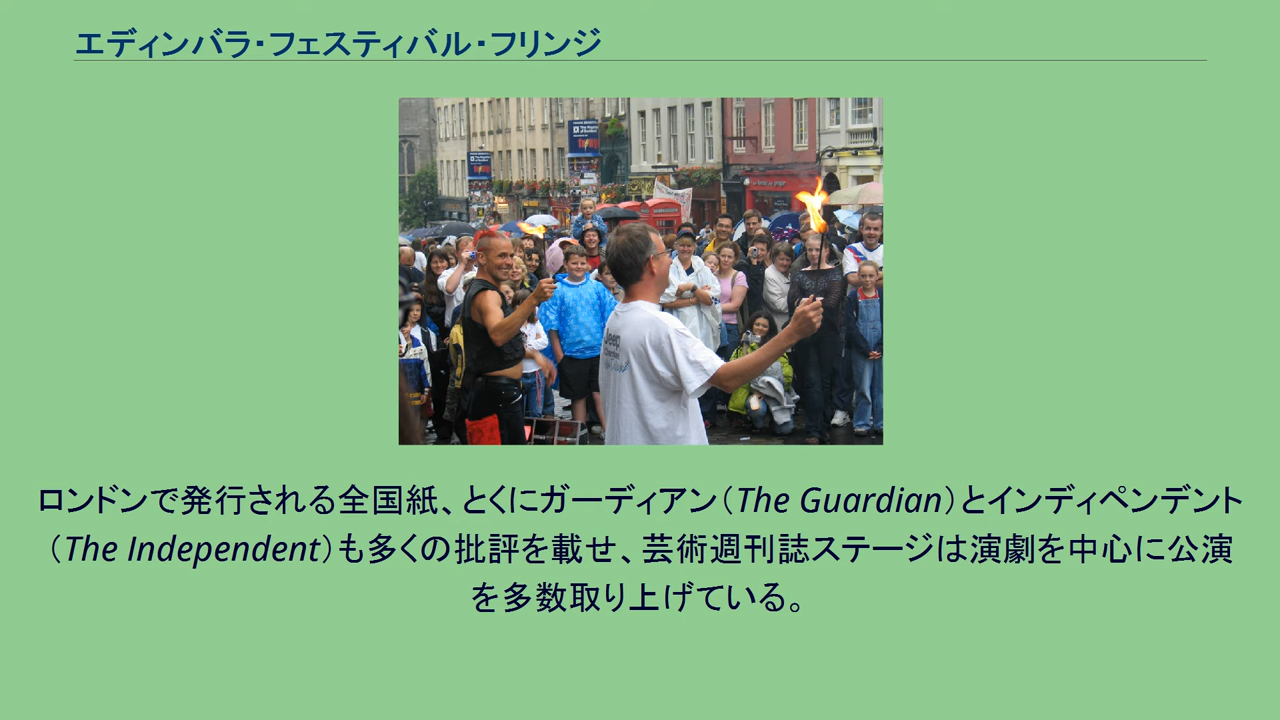 エディンバラ・フェスティバル・フリンジ
ロンドンで発行される全国紙、とくにガーディアン（The Guardian）とインディペンデント
（The Independent）も多くの批評を載せ、芸術週刊誌ステージは演劇を中心に公演
を多数取り上げている。
Jeep